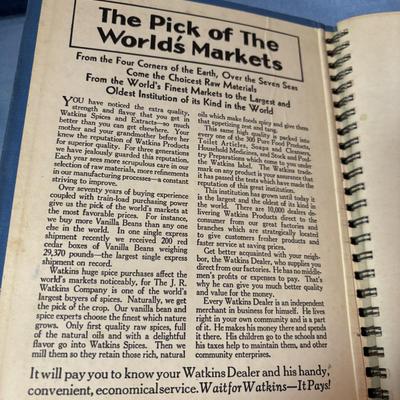 The Pick of The
World's Markets
From the Four Corners of the Earth, Over the Seven Seas
Come the Choicest Raw Materials
From the World's Finest Markets to the Largest and
Oldest Institution of its Kind in the World
YOU have noticed the extra quality,
strength and flavor that you get in
Watkins Spices and Extracts—so much
better than you can get elsewhere. Your
mother and your grandmother before her
knew the reputation of Watkins Products
for superior quality. For three generations
we have jealously guarded this reputation.
Each year sees more scrupulous care in our
selection of raw materials, more refinements
in our manufacturing processes—a constant
striving to improve.
Over seventy years of buying experience
coupled with train-load purchasing power
give us the pick of the world's markets at
the most favorable prices. For instance,
we buy more Vanilla Beans than any one
else in the world. In one single express
shipment recently we received 200 red
cedar boxes of Vanilla Beans weighing
29,370 pounds—the largest single express
shipment on record.
Watkins huge spice purchases affect the
world's markets noticeably, for The J. R.
Watkins Company is one of the world's
largest buyers of spices. Naturally, we get
the pick of the crop. Our vanilla bean and
spice experts choose the finest which nature
grows. Only first quality raw spices, full
of the natural oils and with a delightful
flavor go into Watkins Spices. Then we
mill them so they retain those rich, natural
oils which make foods spicy and give them
that appetizing zest and tang.
This same high quality is packed into
every one of the 300 Pure Food Products,
Toilet Articles, Soaps and Cleansers,
Household Medicines, and Stock and Poul-
try Preparations which come to you under
the Watkins label. The Watkins trade-
mark on any product is your assurance that
it has passed the tests which have made the
reputation of this great institution.
This institution has grown until today it
is the largest and the oldest of its kind in
the world. There are 10,000 dealers de-
livering Watkins Products direct to the
consumer from our great factories and
branches which are strategically located
to give customers fresher products and
faster service at saving prices.
Get better acquainted with your neigh-
bor, the Watkins Dealer, who supplies you
direct from our factories. He has no middle-
men's profits or expenses to pay. That's
why he can give you much better quality
and value for the money.
Every Watkins Dealer is an independent
merchant in business for himself. He lives
right in your own community and is a part
of it. He makes his money there and spends
it there. His children go to the schools and
his taxes help to maintain them, and other
community enterprises.
It will pay you to know your Watkins Dealer and his handy,
convenient, economical service. Wait for Watkins—It Pays!